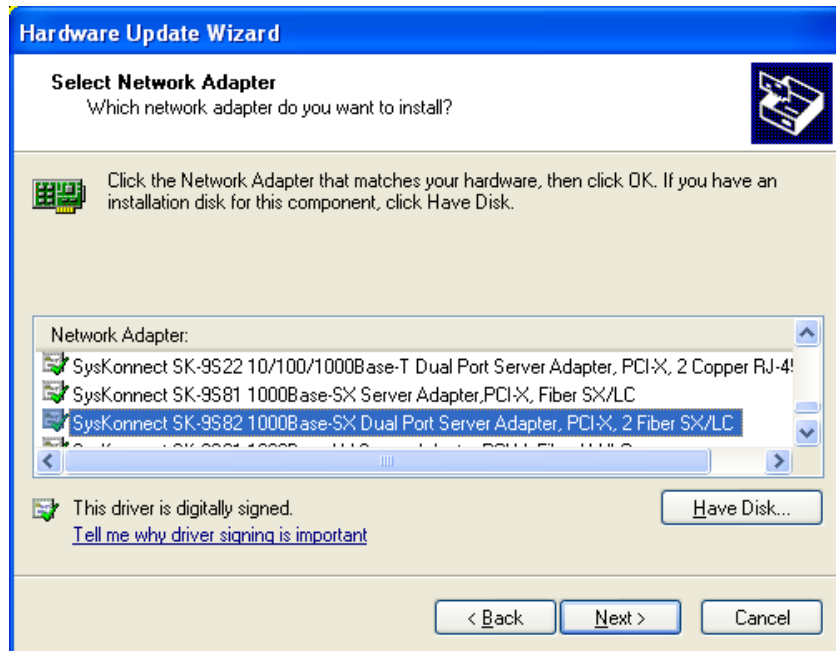 Hardware Update Wizard
Select Network Adapter
Which network adapter do you want to install?
Click the Network Adapter that matches your hardware, then click OK. If you have an
installation disk for this component, click Have Disk.
Network Adapter:
SysKonnect SK-9S22 10/100/1000Base-T Dual Port Server Adapter, PCI-X, 2 Copper RJ-4
SysKonnect SK-9S81 1000Base-SX Server Adapter,PCI-X, Fiber SX/LC
SysKonnect SK-9S82 1000Base-SX Dual Port Server Adapter, PCI-X, 2 Fiber SX/LC
This driver is digitally signed.
Have Disk...
Tell me why driver signing is important
< Back
Next >
Cancel